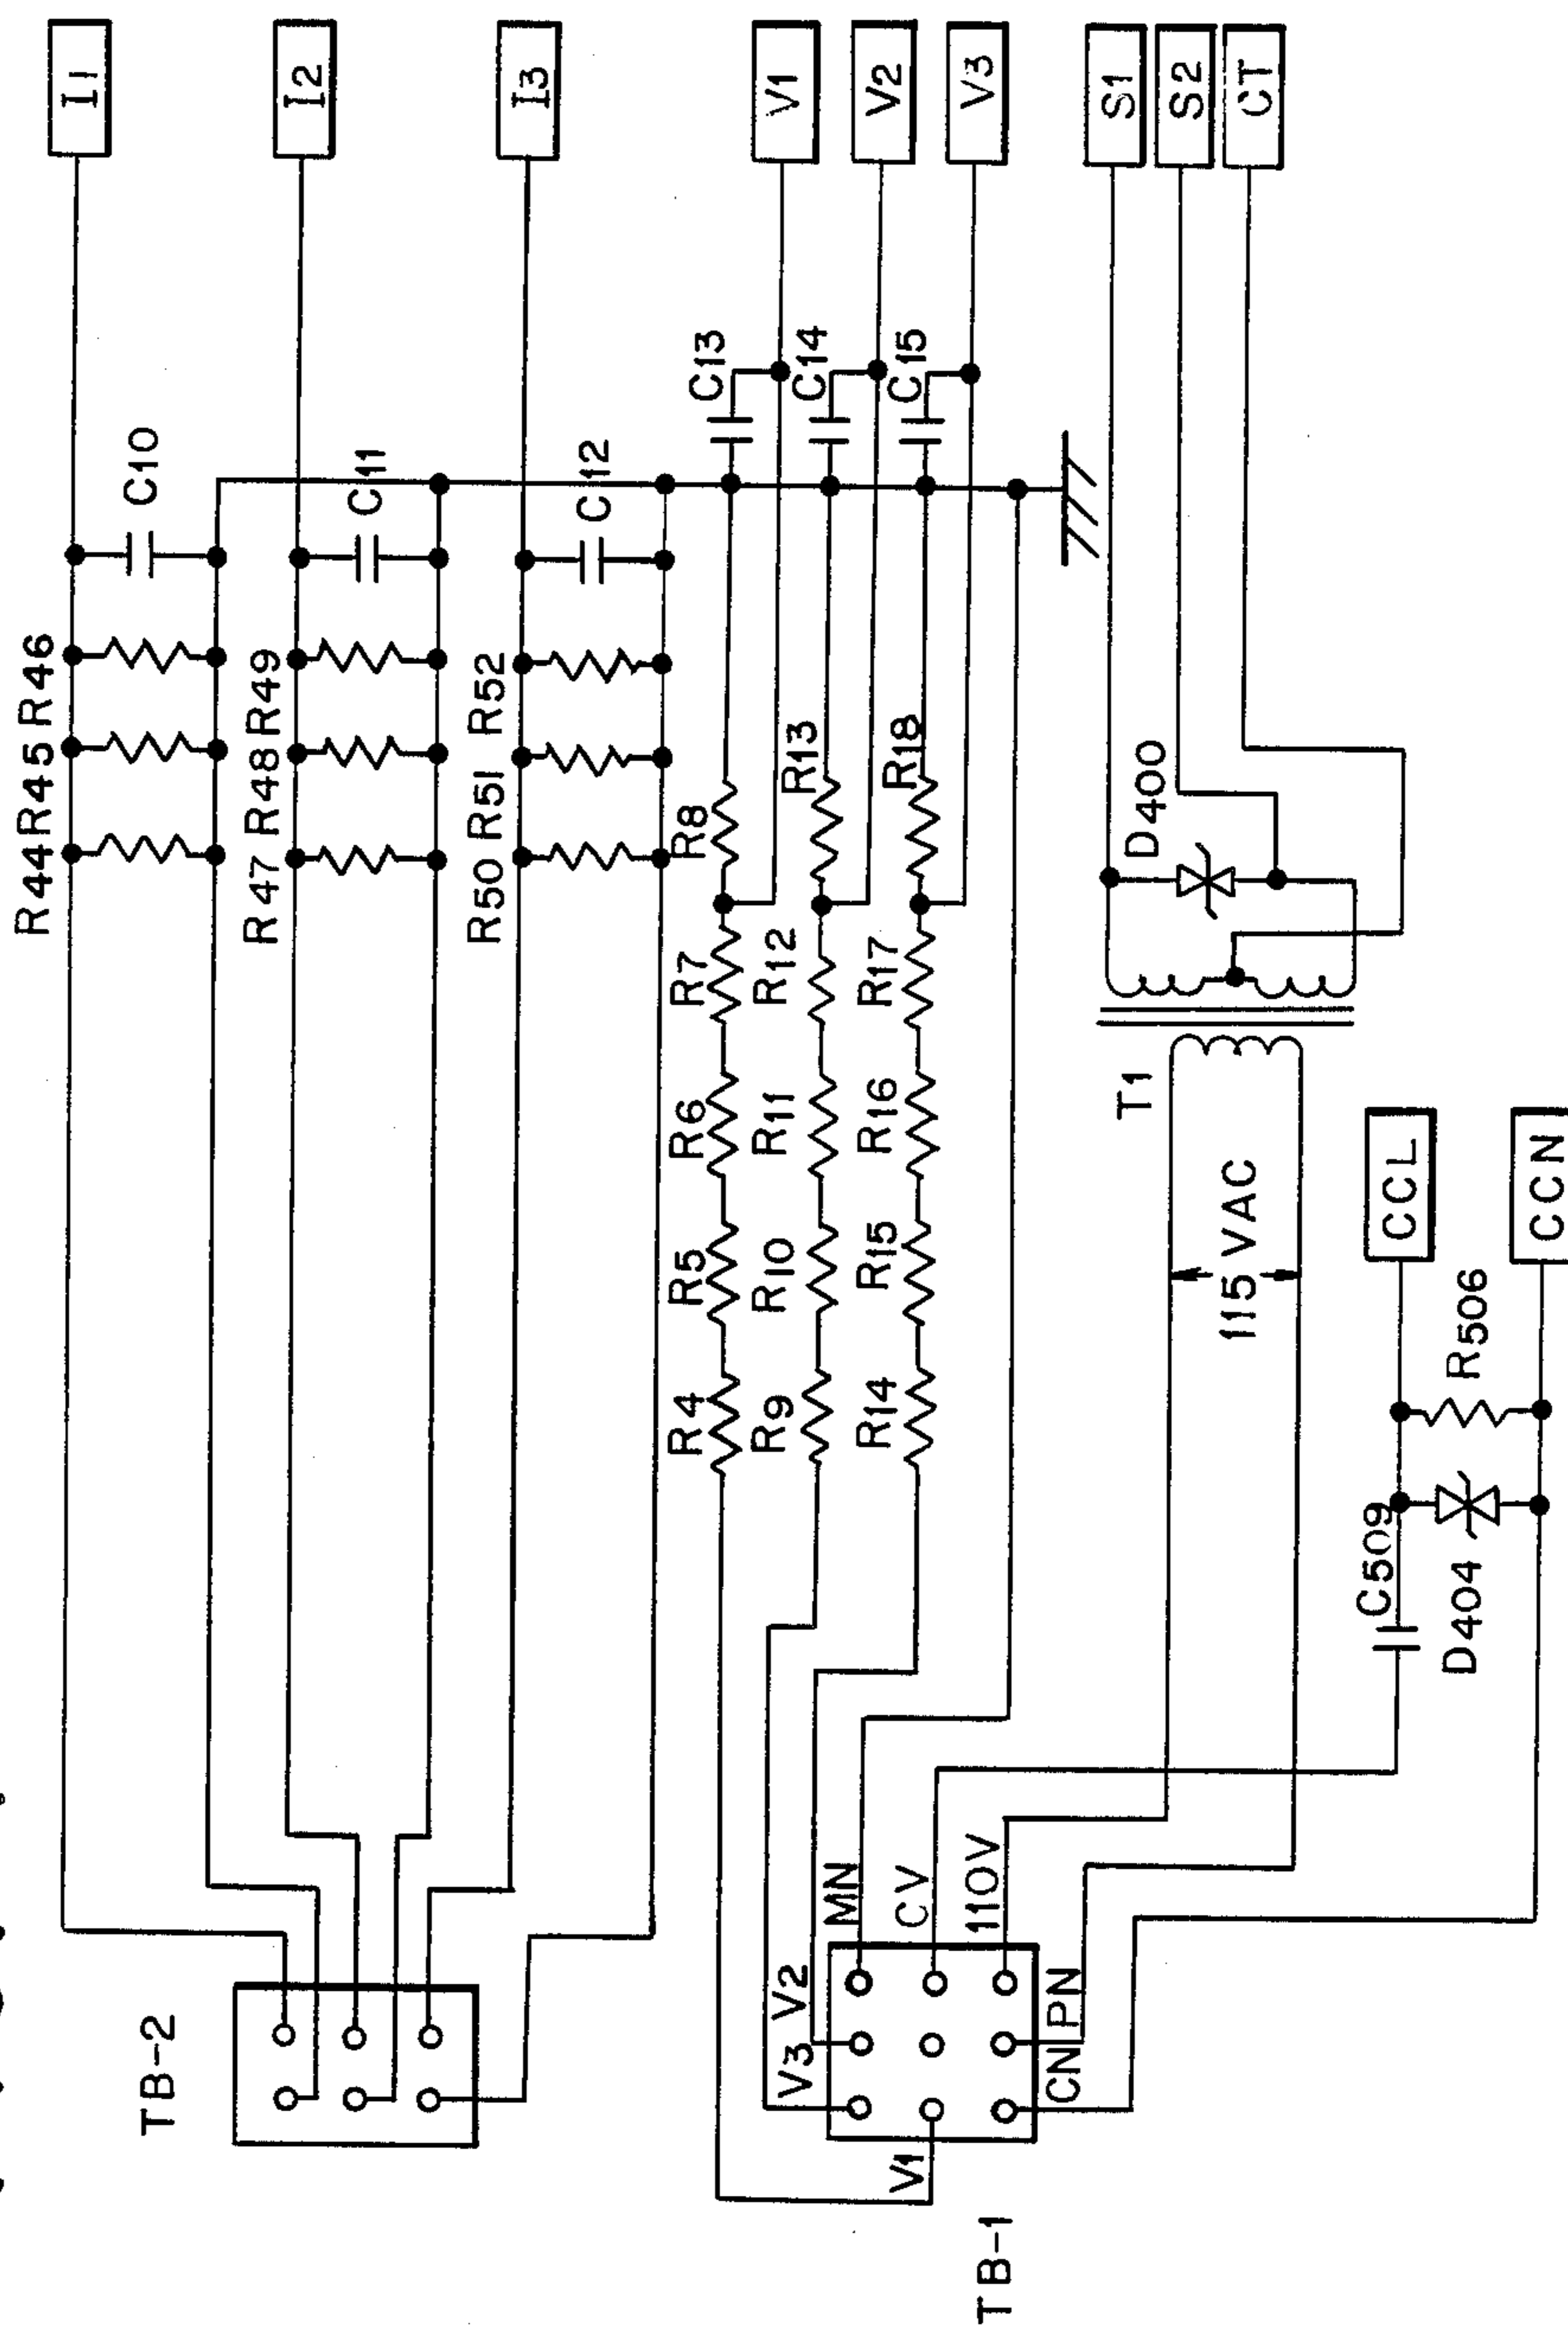 I1
I2
I3
V1
V2
V3
S1
S2
CT
C10
C11
C12
C13
C14
C15
R44 R45 R46
R47 R48 R49
R50 R51 R52
R4 R5 R6 R7 R8
R9 R10 R11 R12 R13
R14 R15 R16 R17 R18
D400
T1
115 VAC
CCL
CCN
R506
C509
D404
TB-2
V3 V2 MN
CV
110V
V1
CN PN
TB-1